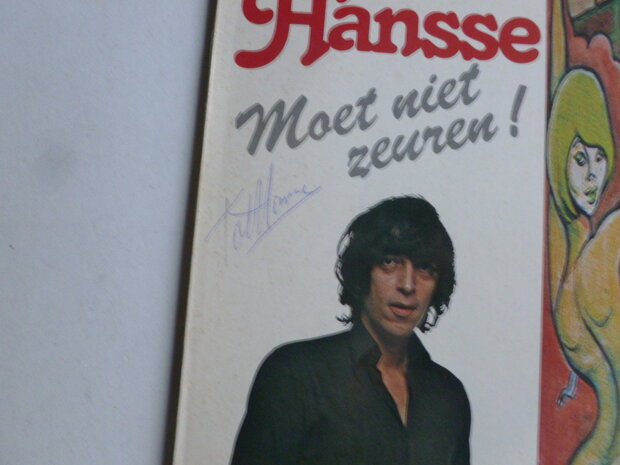 Hansse
Moet niet
zeuren!